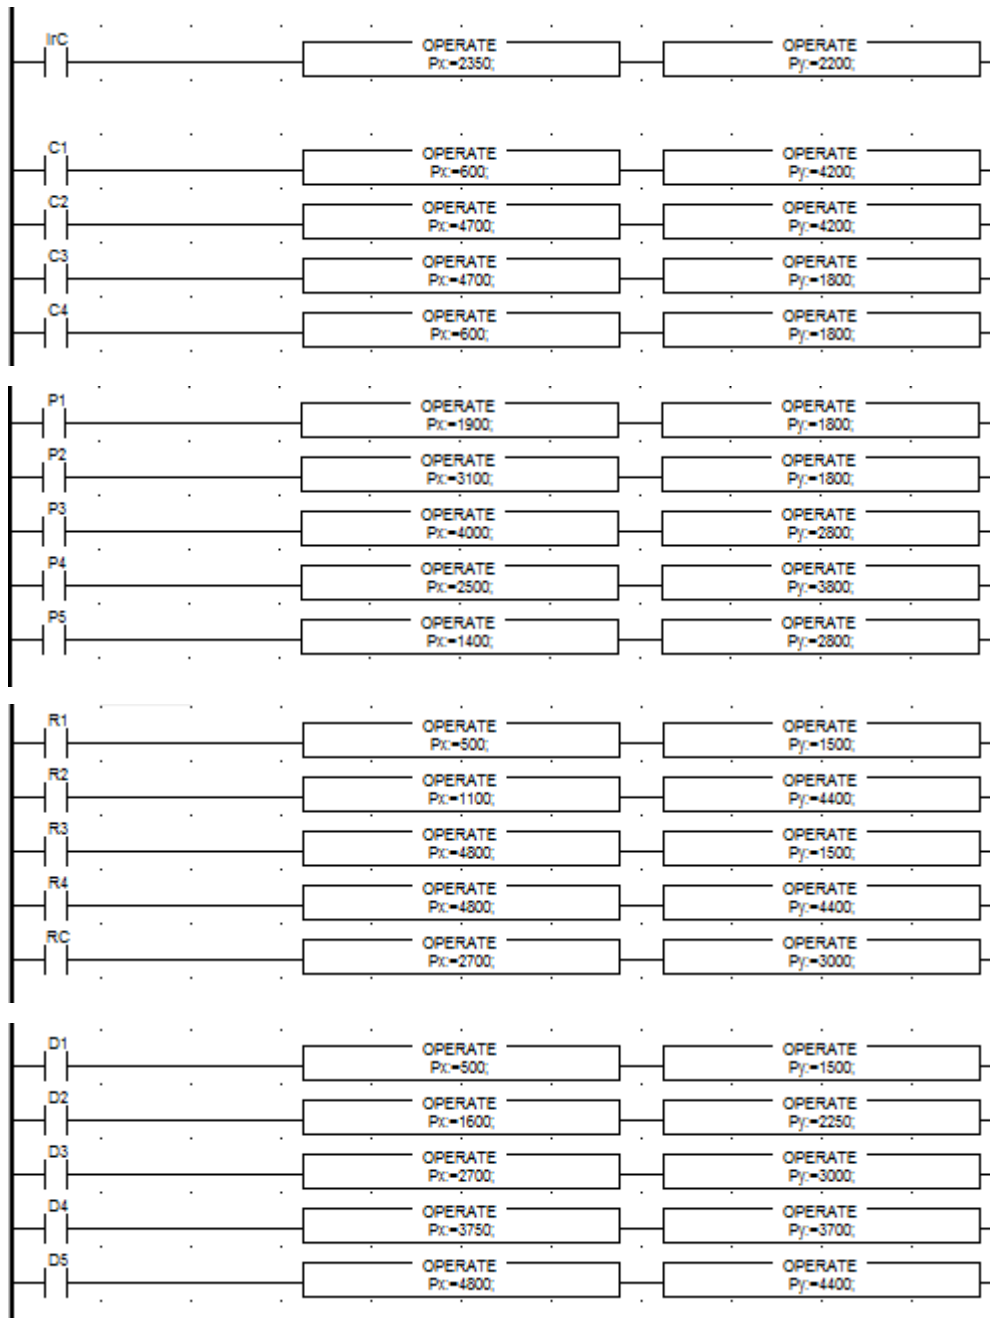 IrC
OPERATE OPERATE
Px:=2350; Py:=2200;
C1
OPERATE OPERATE
Px:=600; Py:=4200;
C2
OPERATE OPERATE
Px:=4700; Py:=4200;
C3
OPERATE OPERATE
Px:=4700; Py:=1800;
C4
OPERATE OPERATE
Px:=600; Py:=1800;
P1
OPERATE OPERATE
Px:=1900; Py:=1800;
P2
OPERATE OPERATE
Px:=3100; Py:=1800;
P3
OPERATE OPERATE
Px:=4000; Py:=2800;
P4
OPERATE OPERATE
Px:=2500; Py:=3800;
P5
OPERATE OPERATE
Px:=1400; Py:=2800;
R1
OPERATE OPERATE
Px:=500; Py:=1500;
R2
OPERATE OPERATE
Px:=1100; Py:=4400;
R3
OPERATE OPERATE
Px:=4800; Py:=1500;
R4
OPERATE OPERATE
Px:=4800; Py:=4400;
RC
OPERATE OPERATE
Px:=2700; Py:=3000;
D1
OPERATE OPERATE
Px:=500; Py:=1500;
D2
OPERATE OPERATE
Px:=1600; Py:=2250;
D3
OPERATE OPERATE
Px:=2700; Py:=3000;
D4
OPERATE OPERATE
Px:=3750; Py:=3700;
D5
OPERATE OPERATE
Px:=4800; Py:=4400;